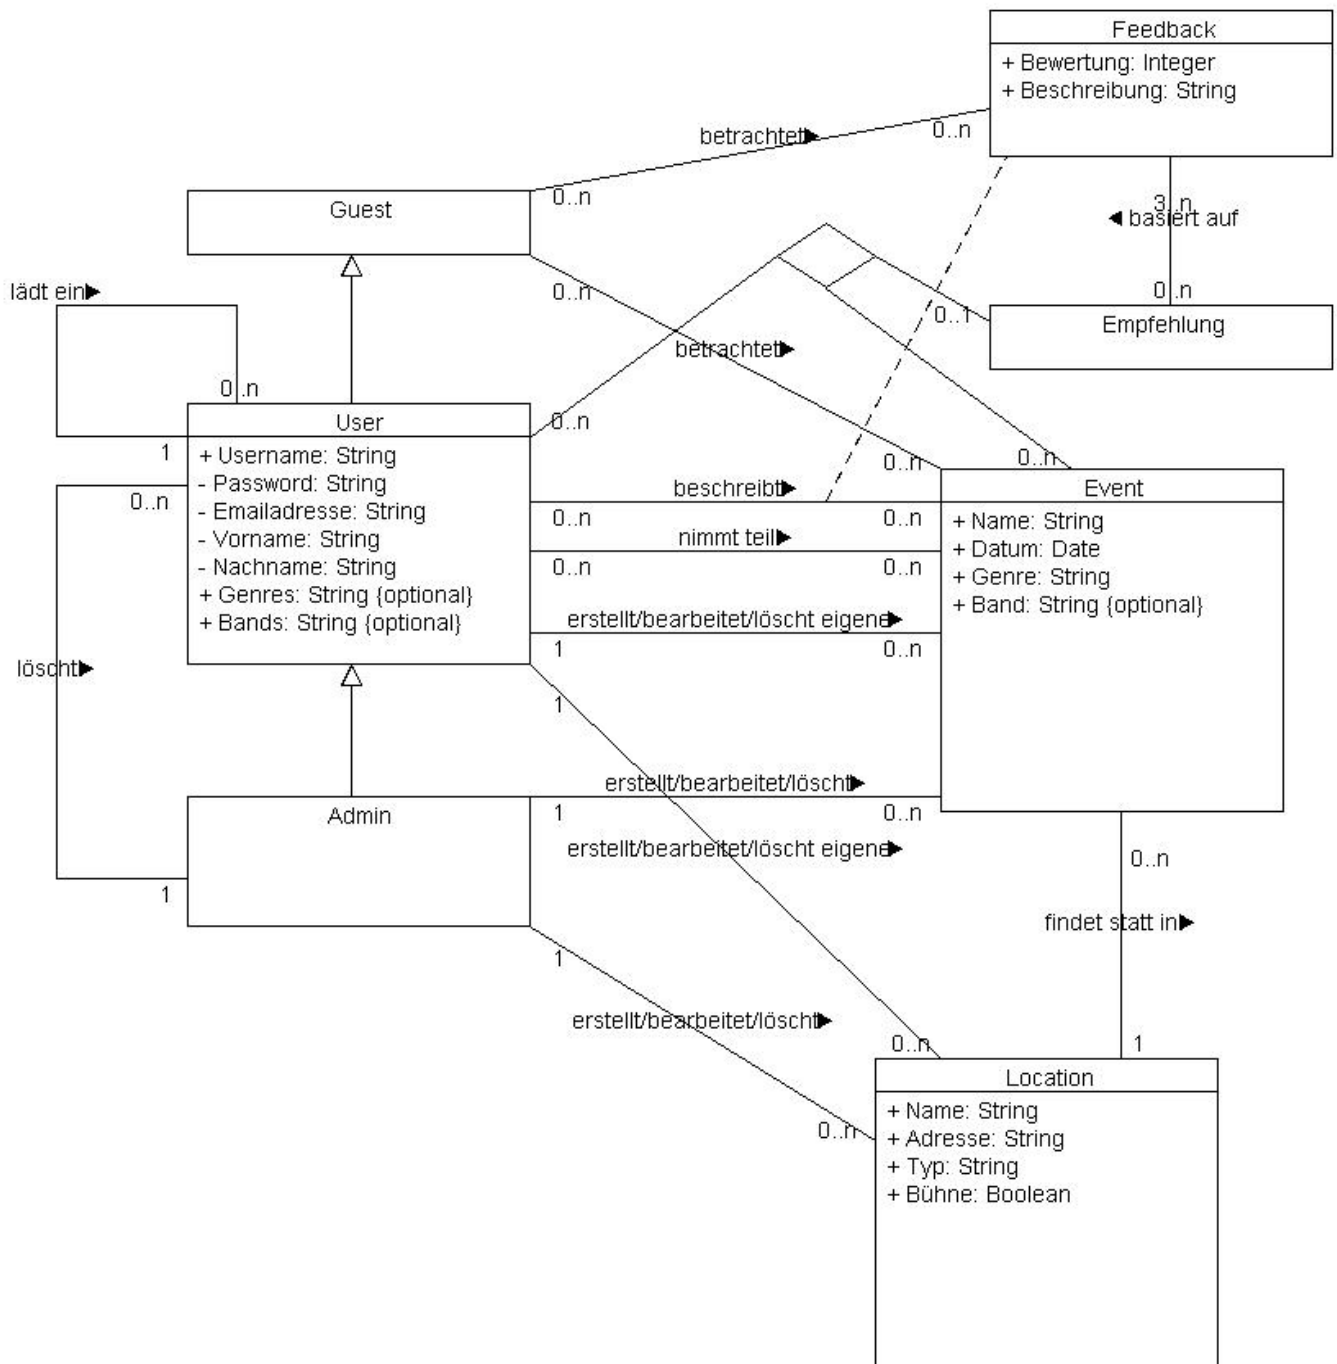 Feedback
+ Bewertung: Integer
+ Beschreibung: String
betrachtet
0..n
0..n
Guest
3..n
basiert auf
0..n
lädt ein
0..n
0..1
Empfehlung
betrachtet
0..n
User
0..n
1
+ Username: String
- Password: String
- Emailadresse: String
- Vorname: String
- Nachname: String
+ Genres: String {optional}
+ Bands: String {optional}
0..n
0..n
0..n
Event
+ Name: String
+ Datum: Date
+ Genre: String
+ Band: String {optional}
beschreibt
0..n
0..n
nimmt teil
0..n
0..n
erstellt/bearbeitet/löscht eigene
1
0..n
löscht
1
erstellt/bearbeitet/löscht
Admin
1
0..n
erstellt/bearbeitet/löscht eigene
0..n
1
findet statt in
1
erstellt/bearbeitet/löscht
0..n
1
Location
+ Name: String
+ Adresse: String
+ Typ: String
+ Bühne: Boolean
0..n